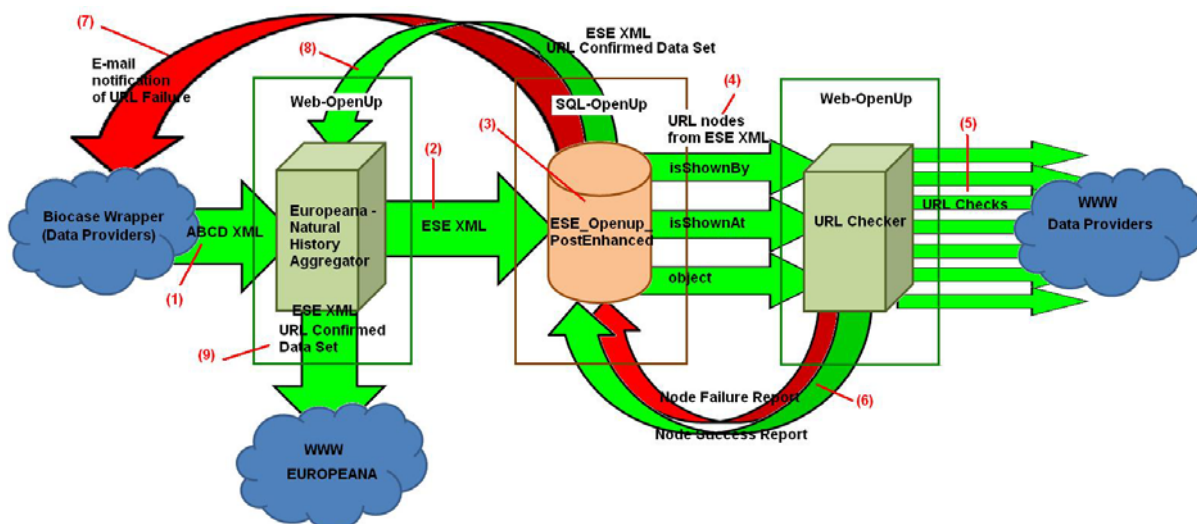 (7)
E-mail
notification
of URL Failure
(8)
ESE XML
URL Confirmed Data Set
Web-OpenUp
SQL-OpenUp
(4)
URL nodes
from ESE XML
Web-OpenUp
(5)
(3)
(2)
isShownBy
Biocase Wrapper
(Data Providers)
ABCD XML
(1)
Europeana -
Natural
History
Aggregator
ESE XML
ESE_Openup_
PostEnhanced
isShownAt
object
URL Checker
URL Checks
WWW
Data Providers
ESE XML
URL Confirmed
Data Set
(9)
Node Failure Report
(6)
Node Success Report
WWW
EUROPEANA